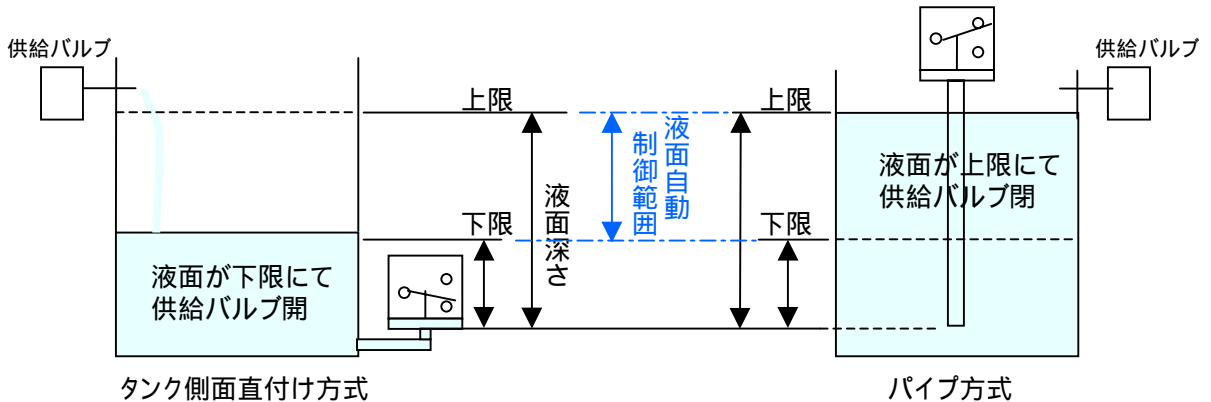 供給バルブ
供給バルブ
上限
上限
液面自動
制御範囲
液面深さ
下限
下限
液面が上限にて
供給バルブ閉
液面が下限にて
供給バルブ開
タンク側面直付け方式
パイプ方式